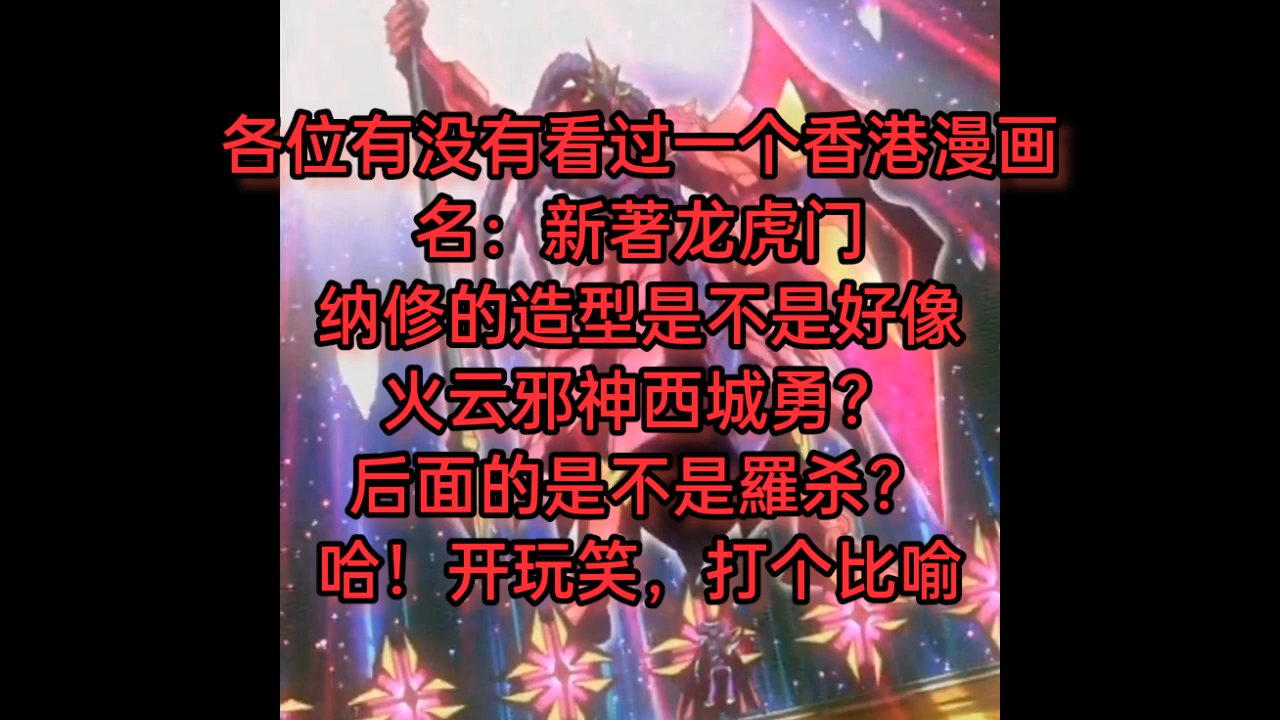 各位有没有看过一个香港漫画
名：新著龙虎门
纳修的造型是不是好像
火云邪神西城勇？
后面的是不是羅杀？
哈！开玩笑，打个比喻